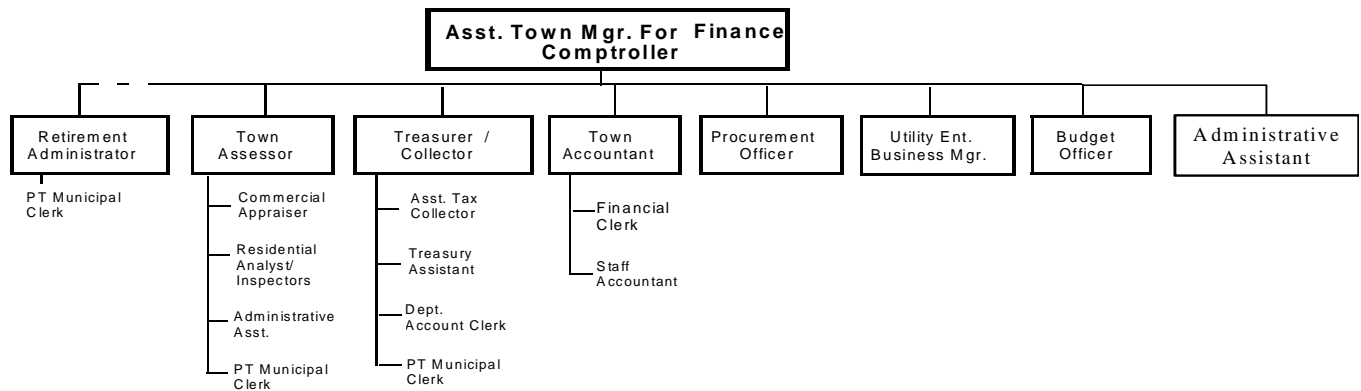 Asst. Town Mgr. For Finance
Comptroller
Retirement
Administrator
Town
Assessor
Treasurer /
Collector
Town
Accountant
Procurement
Officer
Utility Ent.
Business Mgr.
Budget
Officer
Administrative
Assistant
PT Municipal
Clerk
Commercial
Appraiser
Residential
Analyst/
Inspectors
Administrative
Asst.
PT Municipal
Clerk
Asst. Tax
Collector
Treasury
Assistant
Dept.
Account Clerk
PT Municipal
Clerk
Financial
Clerk
Staff
Accountant